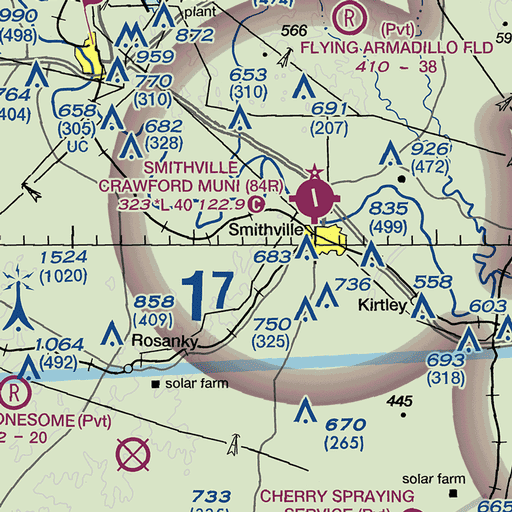 990
(498)
plant
872
959
770
(310)
764
404)
658
(305)
UC
682
(328)
566
653
(310)
691
(207)
R
(Pvt)
FLYING ARMADILLO FLD
410 - 38
926
(472)
SMITHVILLE
CRAWFORD MUNI (84R)
323 *L 40 122.9 C
Smithville
835
(499)
683
1524
(1020)
17
736
558
Kirtley
603
858
(409)
Rosanky
750
(325)
1064
(492)
693
(318)
solar farm
R
ONESOME (Pvt)
2 - 20
445
670
(265)
solar farm
733
CHERRY SPRAYING
SERVICE (Pvt)
665